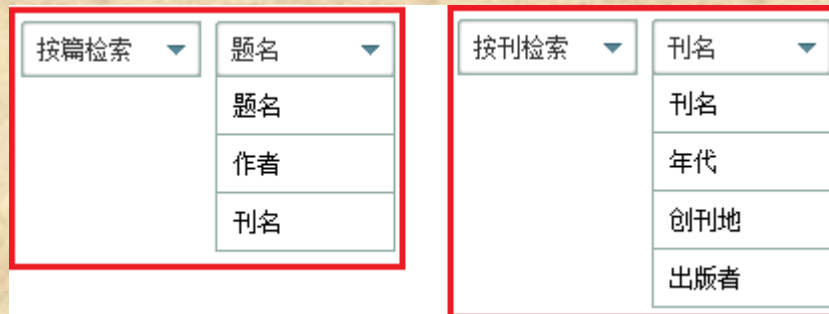 按篇检索 题名
题名
作者
刊名
按刊检索 刊名
刊名
年代
创刊地
出版者